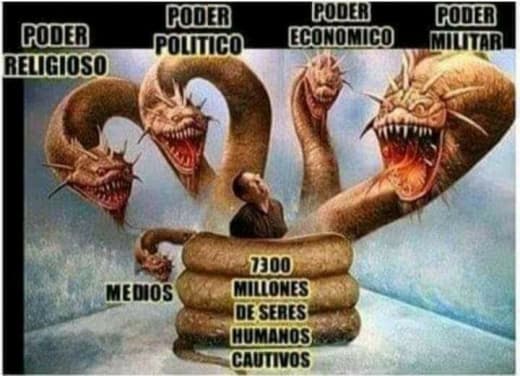 PODER
RELIGIOSO
PODER
POLITICO
PODER
ECONOMICO
PODER
MILITAR
MEDIOS
7300
MILLONES
DE SERES
HUMANOS
CAUTIVOS